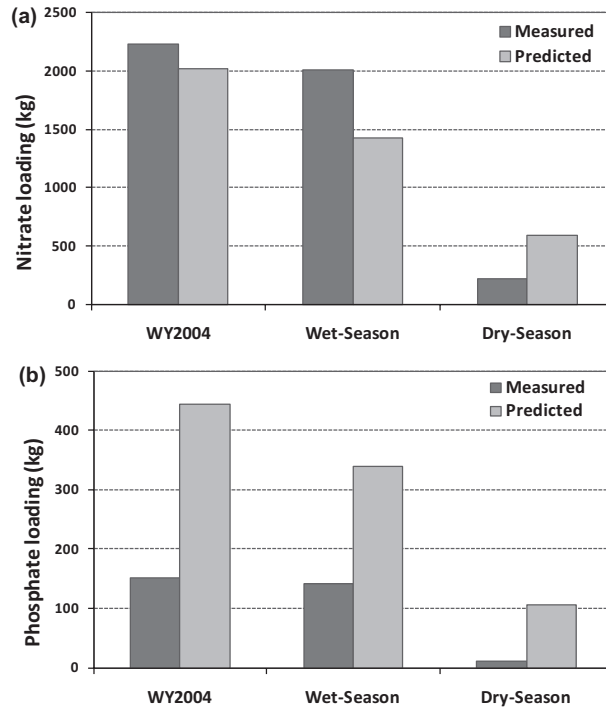 (a)
Measured
Predicted
2500
2000
1500
1000
500
0
Nitrate loading (kg)
WY2004 Wet-Season Dry-Season
(b)
Measured
Predicted
500
400
300
200
100
0
Phosphate loading (kg)
WY2004 Wet-Season Dry-Season